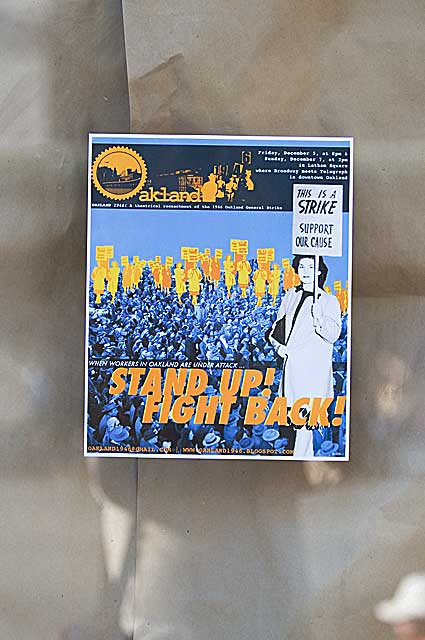 Friday, December 5, at 8pm &
Sunday, December 7, at 2pm
in Latham Square
where Broadway meets Telegraph
in downtown Oakland
oakland
OAKLAND 1946! A theatrical reenactment of the 1946 Oakland General Strike
THIS IS A
STRIKE
SUPPORT
OUR CAUSE
WHEN WORKERS IN OAKLAND ARE UNDER ATTACK ...
STAND UP!
FIGHT BACK!
OAKLAND1946@GMAIL.COM | WWW.OAKLAND1946.BLOGSPOT.COM